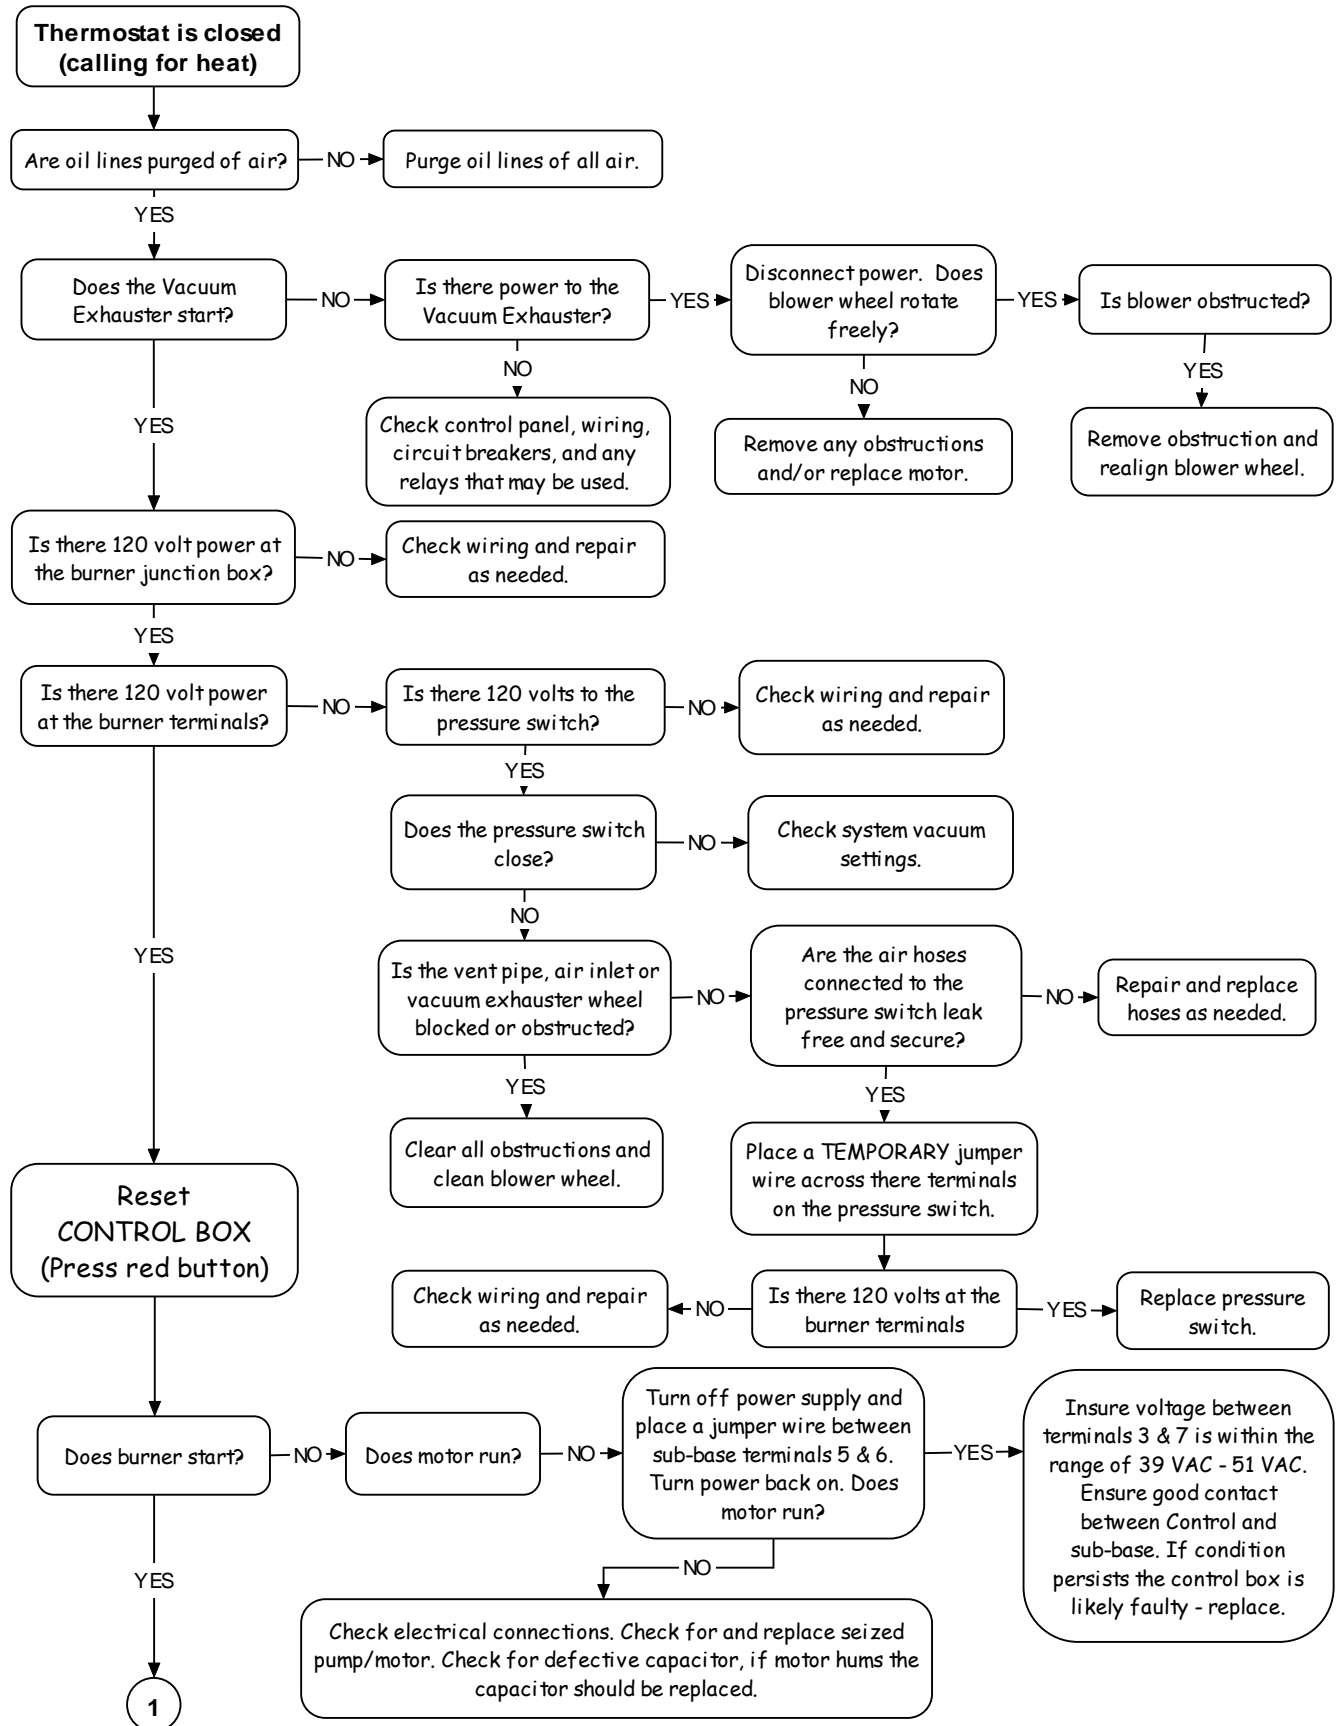 Thermostat is closed
(calling for heat)
Are oil lines purged of air?
NO
Purge oil lines of all air.
YES
Does the Vacuum
Exhauster start?
NO
Is there power to the
Vacuum Exhauster?
YES
Disconnect power. Does
blower wheel rotate
freely?
YES
Is blower obstructed?
NO
NO
YES
YES
Check control panel, wiring,
circuit breakers, and any
relays that may be used.
Remove any obstructions
and/or replace motor.
Remove obstruction and
realign blower wheel.
Is there 120 volt power at
the burner junction box?
NO
Check wiring and repair
as needed.
YES
Is there 120 volt power
at the burner terminals?
NO
Is there 120 volts to the
pressure switch?
NO
Check wiring and repair
as needed.
YES
Does the pressure switch
close?
NO
Check system vacuum
settings.
NO
YES
Is the vent pipe, air inlet or
vacuum exhauster wheel
blocked or obstructed?
NO
Are the air hoses
connected to the
pressure switch leak
free and secure?
NO
Repair and replace
hoses as needed.
YES
YES
Clear all obstructions and
clean blower wheel.
Place a TEMPORARY jumper
wire across there terminals
on the pressure switch.
Reset
CONTROL BOX
(Press red button)
Check wiring and repair
as needed.
NO
Is there 120 volts at the
burner terminals
YES
Replace pressure
switch.
Does burner start?
NO
Does motor run?
NO
Turn off power supply and
place a jumper wire between
sub-base terminals 5 & 6.
Turn power back on. Does
motor run?
YES
Insure voltage between
terminals 3 & 7 is within the
range of 39 VAC - 51 VAC.
Ensure good contact
between Control and
sub-base. If condition
persists the control box is
likely faulty - replace.
NO
YES
Check electrical connections. Check for and replace seized
pump/motor. Check for defective capacitor, if motor hums the
capacitor should be replaced.
1